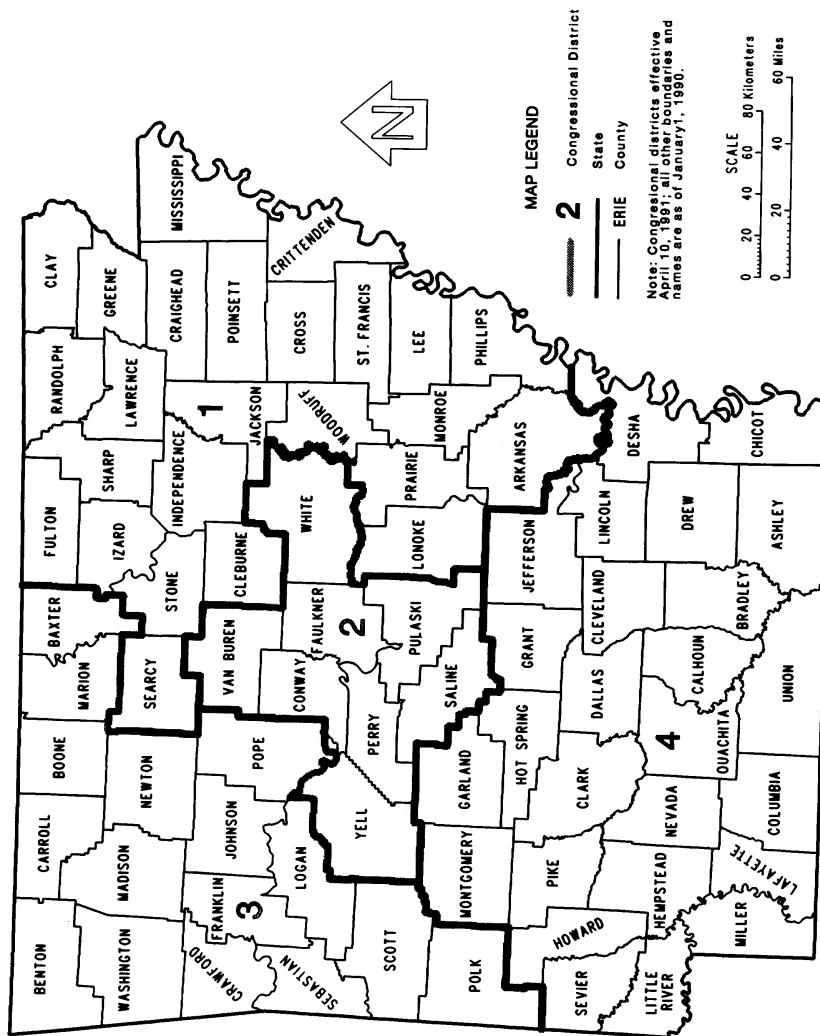 BENTON
CARROLL
BOONE
MARION
BAXTER
FULTON
RANDOLPH
CLAY
WASHINGTON
MADISON
NEWTON
SEARCY
STONE
IZARD
SHARP
LAWRENCE
GREENE
CRAWFORD
FRANKLIN
3
JOHNSON
POPE
VAN BUREN
CLEBURNE
INDEPENDENCE
1
JACKSON
CRAIGHEAD
MISSISSIPPI
POINSETT
SEBASTIAN
LOGAN
CONWAY
FAULKNER
2
WHITE
WOODRUFF
CROSS
CRITTENDEN
SCOTT
YELL
PERRY
PULASKI
LONOKE
PRAIRIE
MONROE
ST. FRANCIS
LEE
PHILLIPS
POLK
MONTGOMERY
GARLAND
SALINE
HOT SPRING
GRANT
JEFFERSON
ARKANSAS
SEVIER
HOWARD
PIKE
CLARK
DALLAS
CLEVELAND
LINCOLN
DESHA
LITTLE
RIVER
HEMPSTEAD
NEVADA
4
OUACHITA
CALHOUN
BRADLEY
DREW
CHICOT
MILLER
LAFAYETTE
COLUMBIA
UNION
ASHLEY
N
MAP LEGEND
2 Congressional District
State
ERIE County
Note: Congresional districts effective
April 10, 1991; all other boundaries and
names are as of January1, 1990.
SCALE
0 20 40 60 80 Kilometers
0 20 40 60 Miles